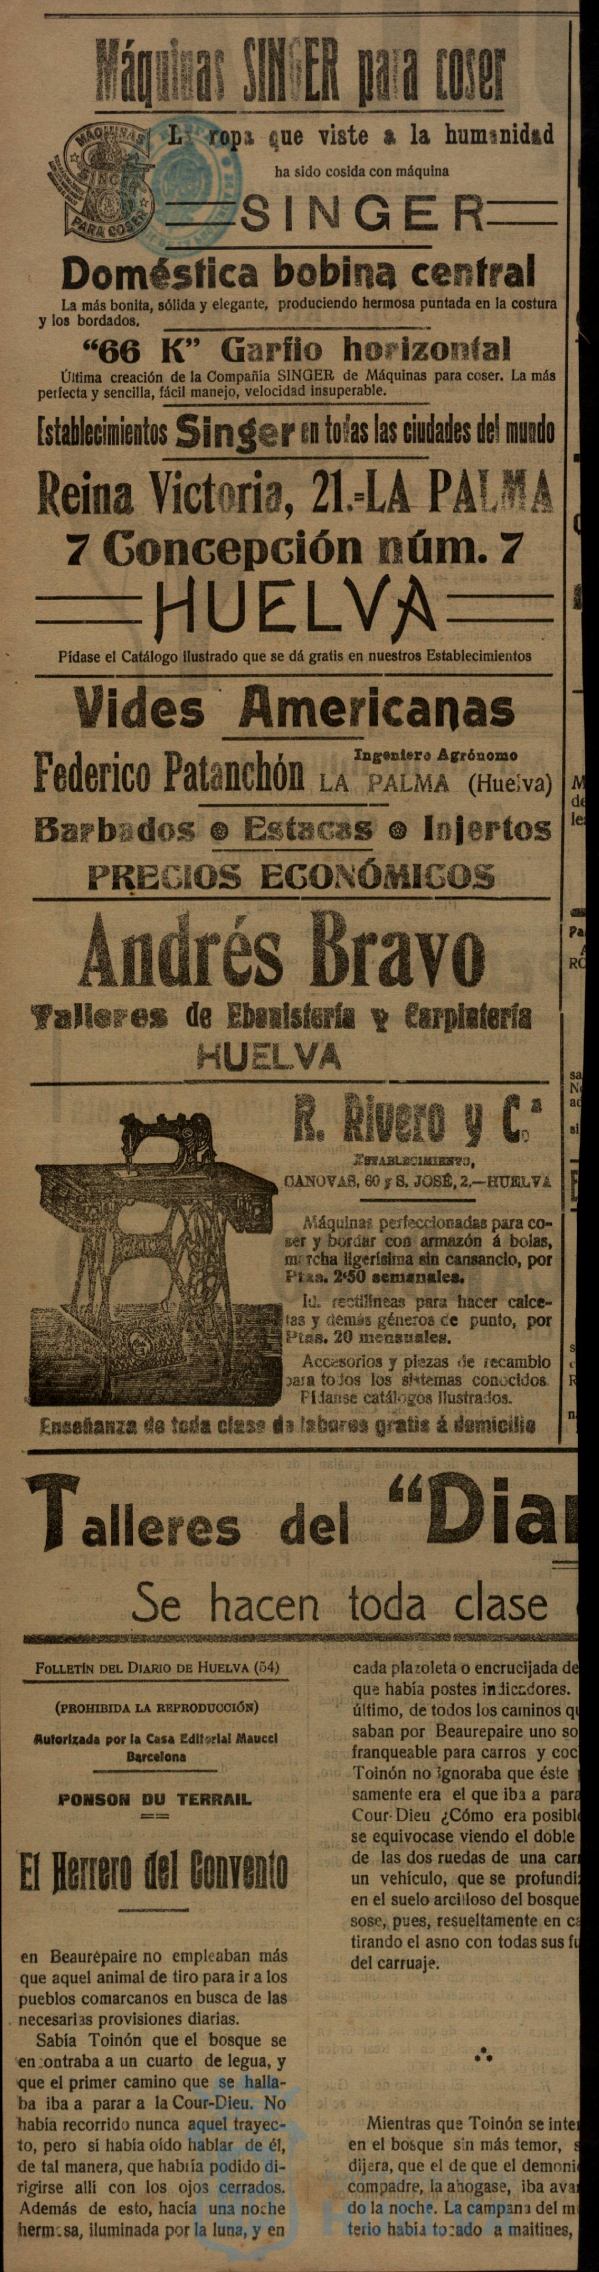 Máquinas SINGER para coser
MAQUINAS
SINGER
PARA COSER
La ropa que viste a la humanidad
ha sido cosida con máquina
SINGER
Doméstica bobina central
La más bonita, sólida y elegante, produciendo hermosa puntada en la costura
y los bordados.
“66 K” Garfio horizontal
Última creación de la Compañía SINGER de Máquinas para coser. La más
perfecta y sencilla, fácil manejo, velocidad insuperable.
Establecimientos Singer en todas las ciudades del mundo
Reina Victoria, 21.=LA PALMA
7 Concepción núm. 7
HUELVA
Pídase el Catálogo ilustrado que se dá gratis en nuestros Establecimientos
Vides Americanas
Federico Patanchón Ingeniero Agrónomo
LA PALMA (Huelva)
Barbados Estacas Injertos
PRECIOS ECONÓMICOS
Andrés Bravo
Talleres de Ebanistería y Carpintería
HUELVA
R. Rivero y C.ª
ESTABLECIMIENTO,
CANOVAS, 60 y S. JOSÉ, 2.—HUELVA
Máquinas perfeccionadas para co-
ser y bordar con armazón á bolas,
marcha ligerísima sin cansancio, por
Ptas. 2'50 semanales.
Id. rectilíneas para hacer calce-
tas y demás géneros de punto, por
Ptas. 20 mensuales.
Accesorios y piezas de recambio
para todos los sistemas conocidos
Pídanse catálogos ilustrados.
Enseñanza de toda clase de labores gratis á domicilio
Talleres del “Diar
Se hacen toda clase
FOLLETÍN DEL DIARIO DE HUELVA (54)
(PROHIBIDA LA REPRODUCCIÓN)
Autorizada por la Casa Editorial Maucci
Barcelona
PONSON DU TERRAIL
El Herrero del Convento
en Beaurepaire no empleaban más
que aquel animal de tiro para ir a los
pueblos comarcanos en busca de las
necesarias provisiones diarias.
Sabía Toinón que el bosque se
encontraba a un cuarto de legua, y
que el primer camino que se halla-
ba iba a parar a la Cour-Dieu. No
había recorrido nunca aquel trayec-
to, pero si había oído hablar de él,
de tal manera, que habíia podido di-
rigirse allí con los ojos cerrados.
Además de esto, hacía una noche
hermosa, iluminada por la luna, y en
cada plazoleta o encrucijada de
que había postes indicadores.
último, de todos los caminos qu
saban por Beaurepaire uno so
franqueable para carros y coc
Toinón no ignoraba que éste
samente era el que iba a para
Cour-Dieu ¿Cómo era posible
se equivocase viendo el doble
de las dos ruedas de una carr
un vehículo, que se profundiz
en el suelo arcilloso del bosque
sose, pues, resueltamente en ca
tirando el asno con todas sus fu
del carruaje.
Mientras que Toinón se inter
en el bosque sin más temor, s
dijera, que el de que el demonio
compadre, la ahogase, iba avan
do la noche. La campana del m
terio había tocado a maitines,
HUELVA